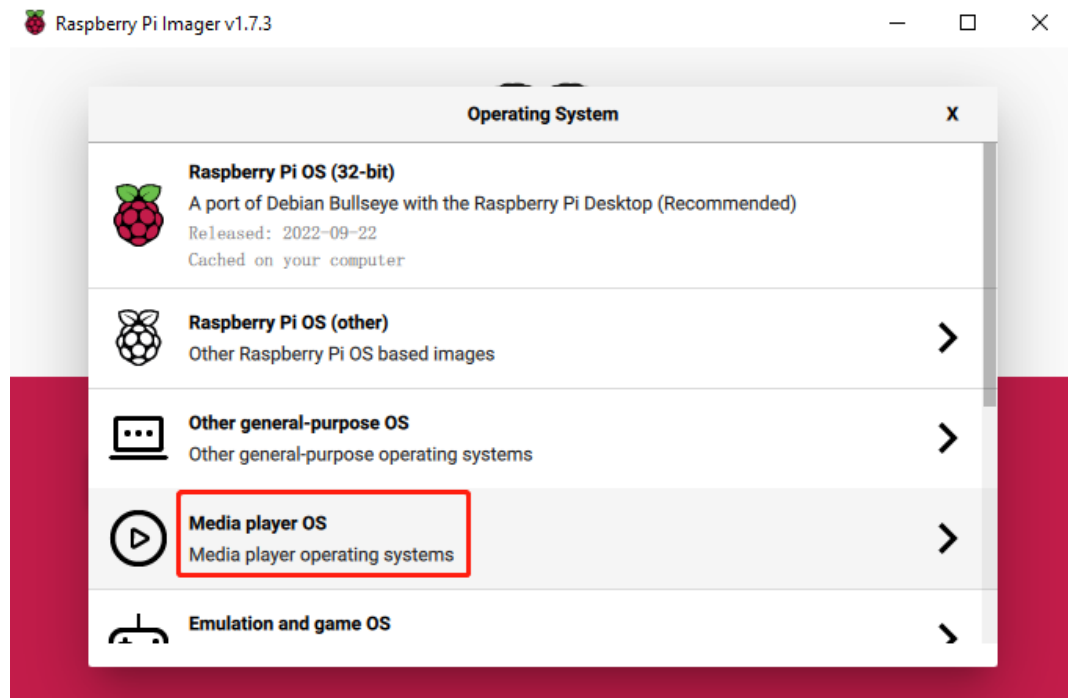 Raspberry Pi Imager v1.7.3
Operating System
X
Raspberry Pi OS (32-bit)
A port of Debian Bullseye with the Raspberry Pi Desktop (Recommended)
Released: 2022-09-22
Cached on your computer
Raspberry Pi OS (other)
Other Raspberry Pi OS based images
Other general-purpose OS
Other general-purpose operating systems
Media player OS
Media player operating systems
Emulation and game OS